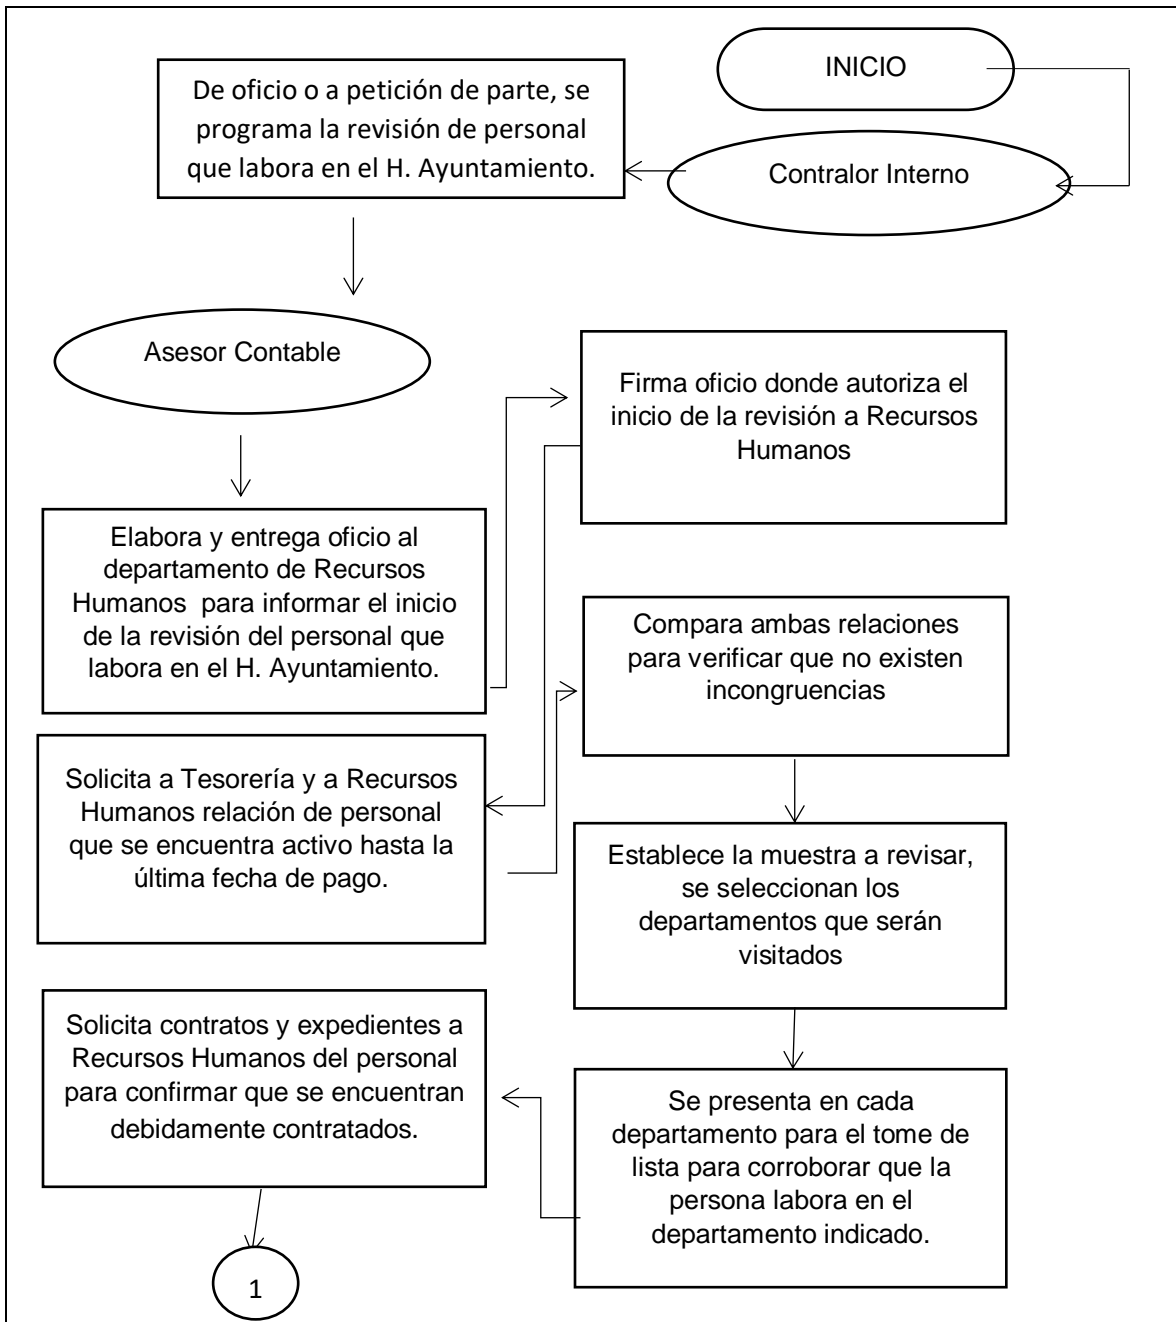 INICIO
Contralor Interno
De oficio o a petición de parte, se
programa la revisión de personal
que labora en el H. Ayuntamiento.
Asesor Contable
Elabora y entrega oficio al
departamento de Recursos
Humanos  para informar el inicio
de la revisión del personal que
labora en el H. Ayuntamiento.
Firma oficio donde autoriza el
inicio de la revisión a Recursos
Humanos
Solicita a Tesorería y a Recursos
Humanos relación de personal
que se encuentra activo hasta la
última fecha de pago.
Compara ambas relaciones
para verificar que no existen
incongruencias
Establece la muestra a revisar,
se seleccionan los
departamentos que serán
visitados
Se presenta en cada
departamento para el tome de
lista para corroborar que la
persona labora en el
departamento indicado.
Solicita contratos y expedientes a
Recursos Humanos del personal
para confirmar que se encuentran
debidamente contratados.
1